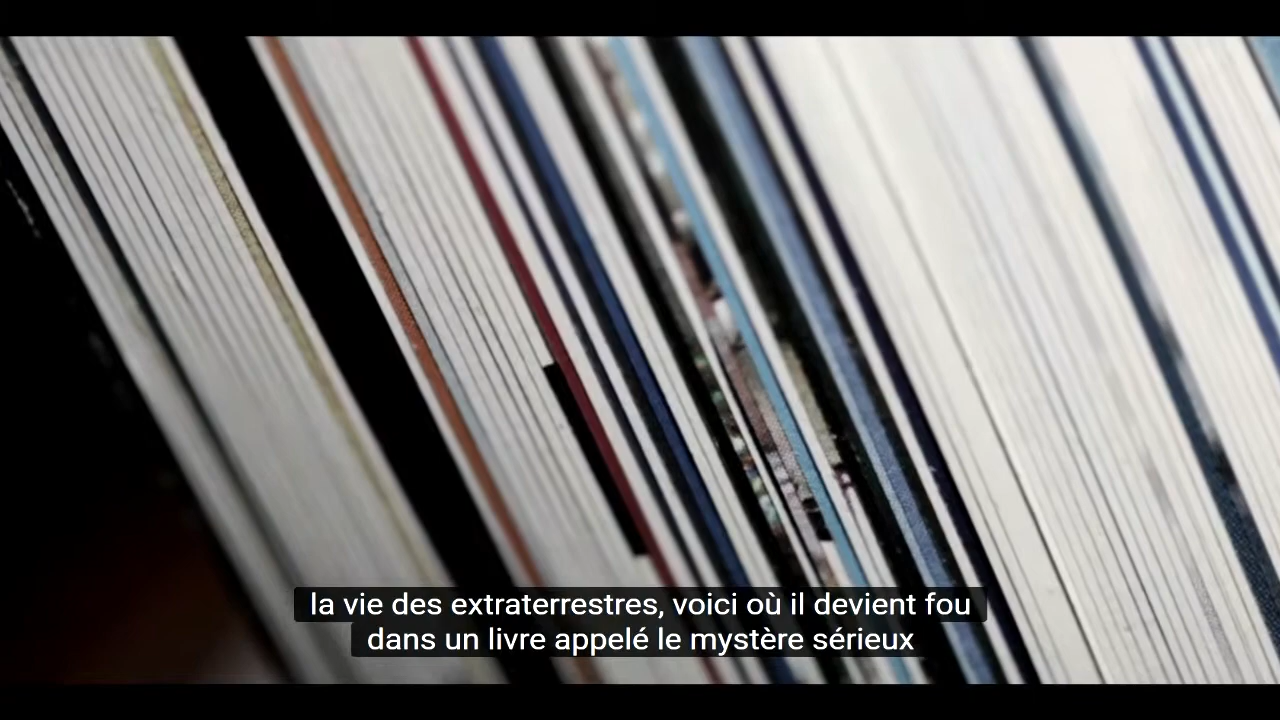 la vie des extraterrestres, voici où il devient fou
dans un livre appelé le mystère sérieux